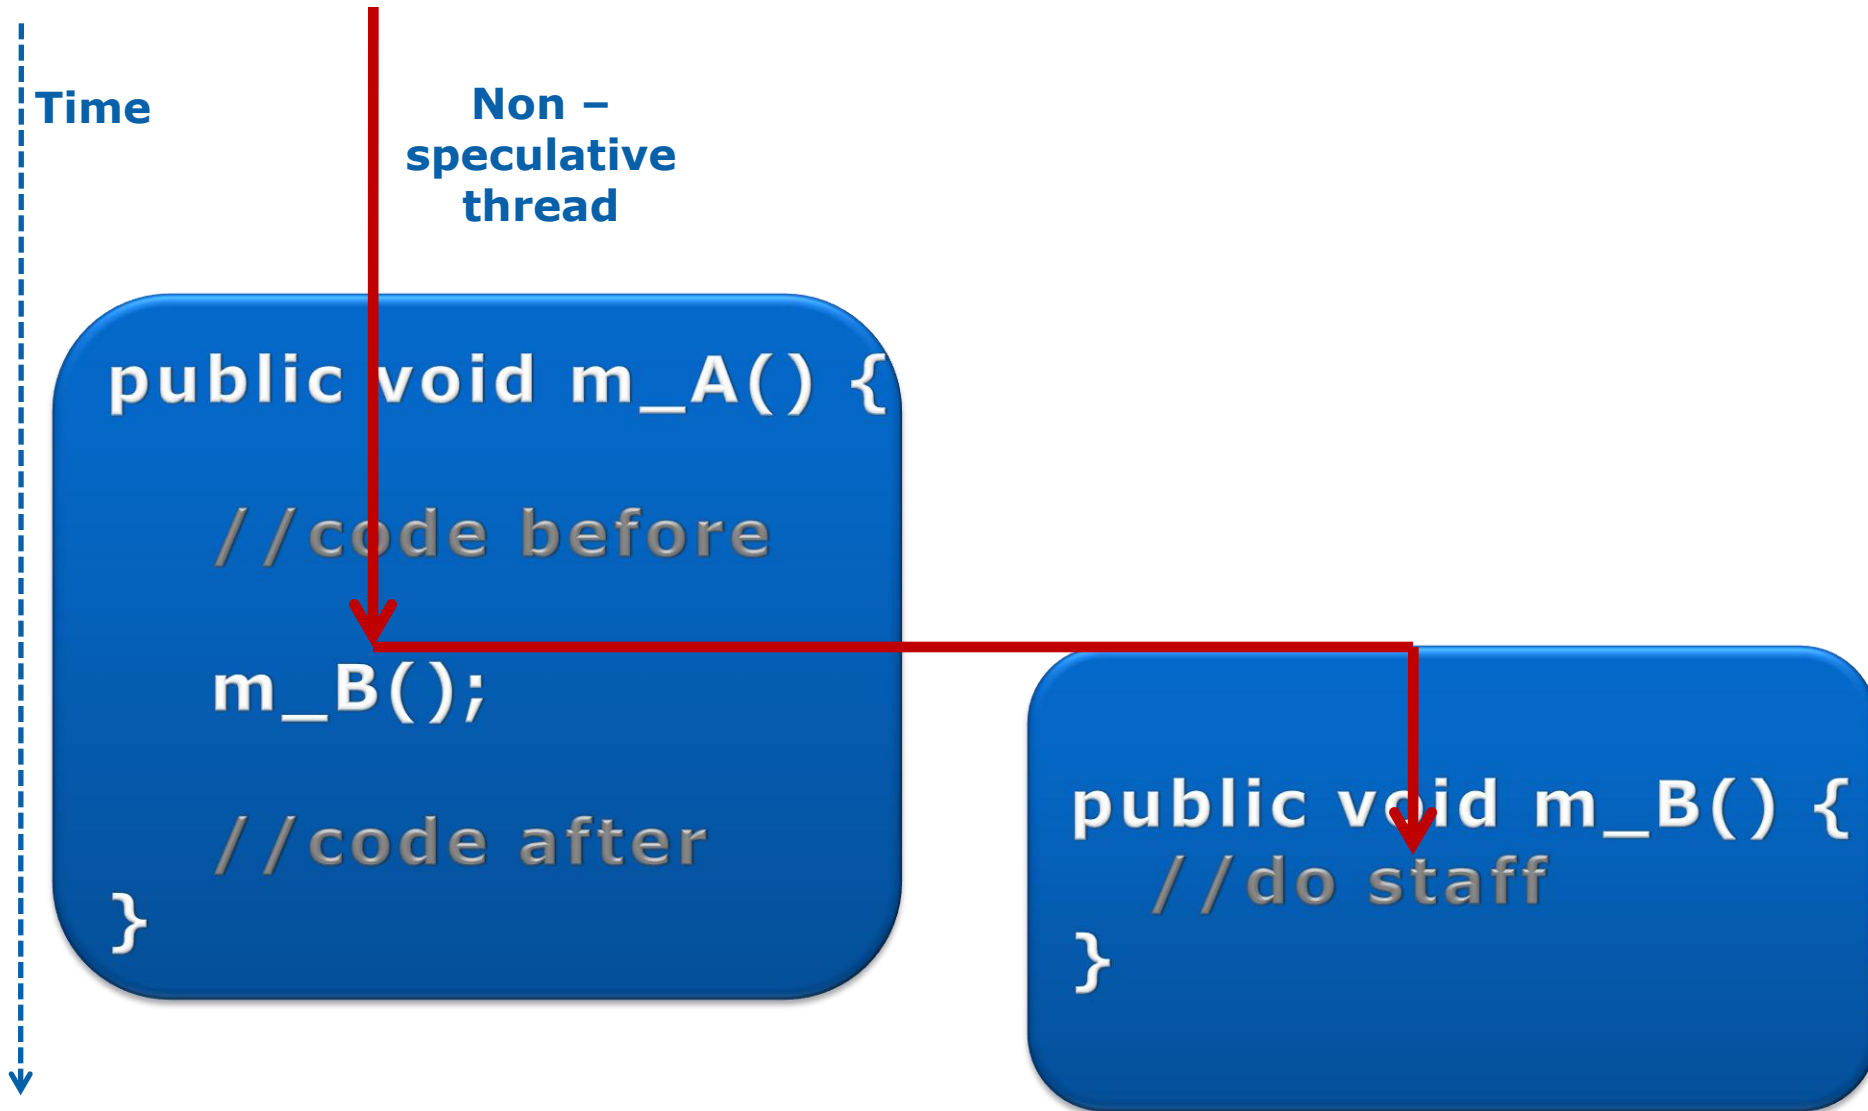 Time
Non –
speculative
thread
public void m_A() {
//code before
m_B();
//code after
}
public void m_B() {
//do staff
}